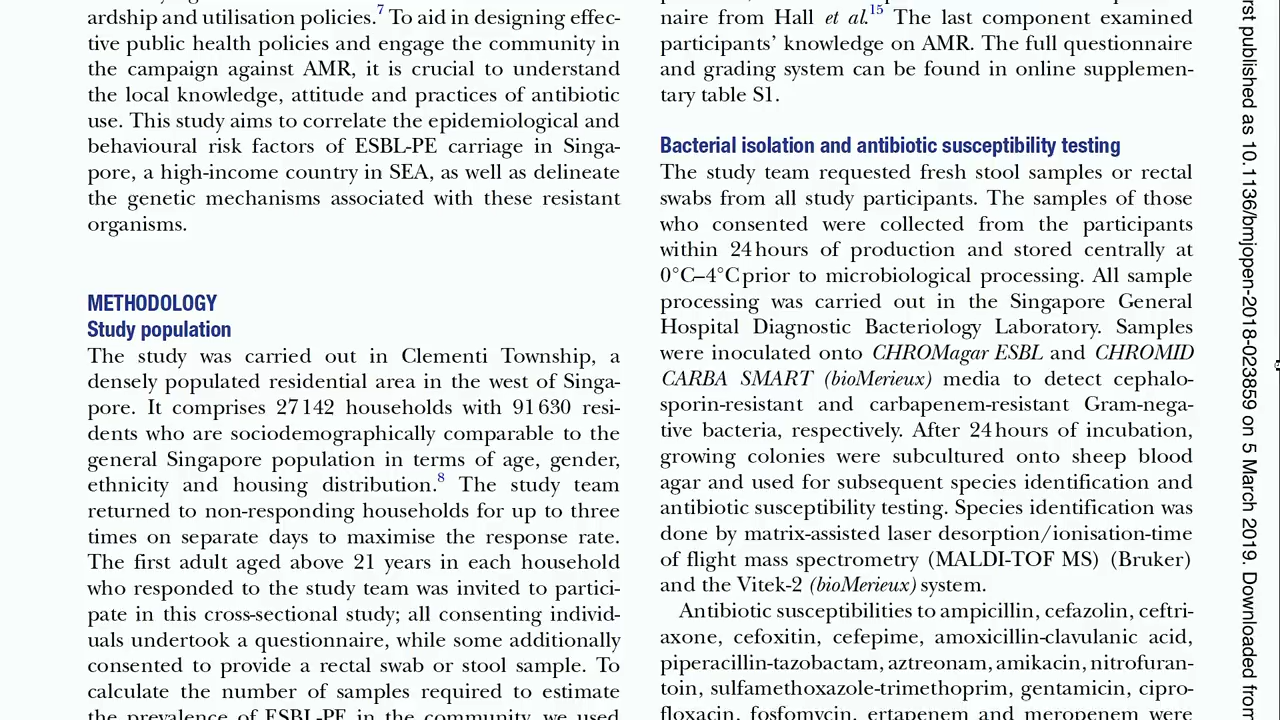 ardship and utilisation policies.7 To aid in designing effec-
tive public health policies and engage the community in
the campaign against AMR, it is crucial to understand
the local knowledge, attitude and practices of antibiotic
use. This study aims to correlate the epidemiological and
behavioural risk factors of ESBL-PE carriage in Singa-
pore, a high-income country in SEA, as well as delineate
the genetic mechanisms associated with these resistant
organisms.
METHODOLOGY
Study population
The study was carried out in Clementi Township, a
densely populated residential area in the west of Singa-
pore. It comprises 27 142 households with 91 630 resi-
dents who are sociodemographically comparable to the
general Singapore population in terms of age, gender,
ethnicity and housing distribution.8 The study team
returned to non-responding households for up to three
times on separate days to maximise the response rate.
The first adult aged above 21 years in each household
who responded to the study team was invited to partici-
pate in this cross-sectional study; all consenting individ-
uals undertook a questionnaire, while some additionally
consented to provide a rectal swab or stool sample. To
calculate the number of samples required to estimate
the prevalence of ESBL-PE in the community, we used
naire from Hall et al.15 The last component examined
participants' knowledge on AMR. The full questionnaire
and grading system can be found in online supplemen-
tary table S1.
Bacterial isolation and antibiotic susceptibility testing
The study team requested fresh stool samples or rectal
swabs from all study participants. The samples of those
who consented were collected from the participants
within 24 hours of production and stored centrally at
0°C–4°C prior to microbiological processing. All sample
processing was carried out in the Singapore General
Hospital Diagnostic Bacteriology Laboratory. Samples
were inoculated onto CHROMagar ESBL and CHROMID
CARBA SMART (bioMerieux) media to detect cephalo-
sporin-resistant and carbapenem-resistant Gram-nega-
tive bacteria, respectively. After 24 hours of incubation,
growing colonies were subcultured onto sheep blood
agar and used for subsequent species identification and
antibiotic susceptibility testing. Species identification was
done by matrix-assisted laser desorption/ionisation-time
of flight mass spectrometry (MALDI-TOF MS) (Bruker)
and the Vitek-2 (bioMerieux) system.
Antibiotic susceptibilities to ampicillin, cefazolin, ceftri-
axone, cefoxitin, cefepime, amoxicillin-clavulanic acid,
piperacillin-tazobactam, aztreonam, amikacin, nitrofuran-
toin, sulfamethoxazole-trimethoprim, gentamicin, cipro-
floxacin, fosfomycin, ertapenem and meropenem were
rst published as 10.1136/bmjopen-2018-023859 on 5 March 2019. Downloaded from